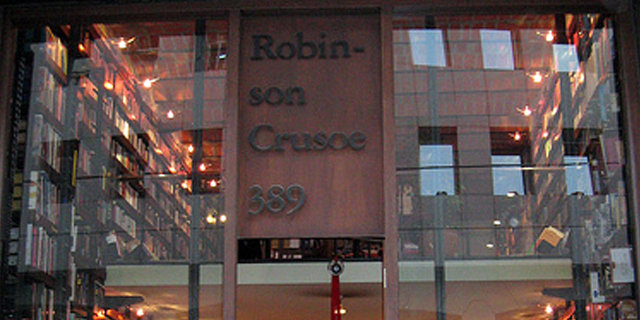 Robin-
son
Crusoe
389